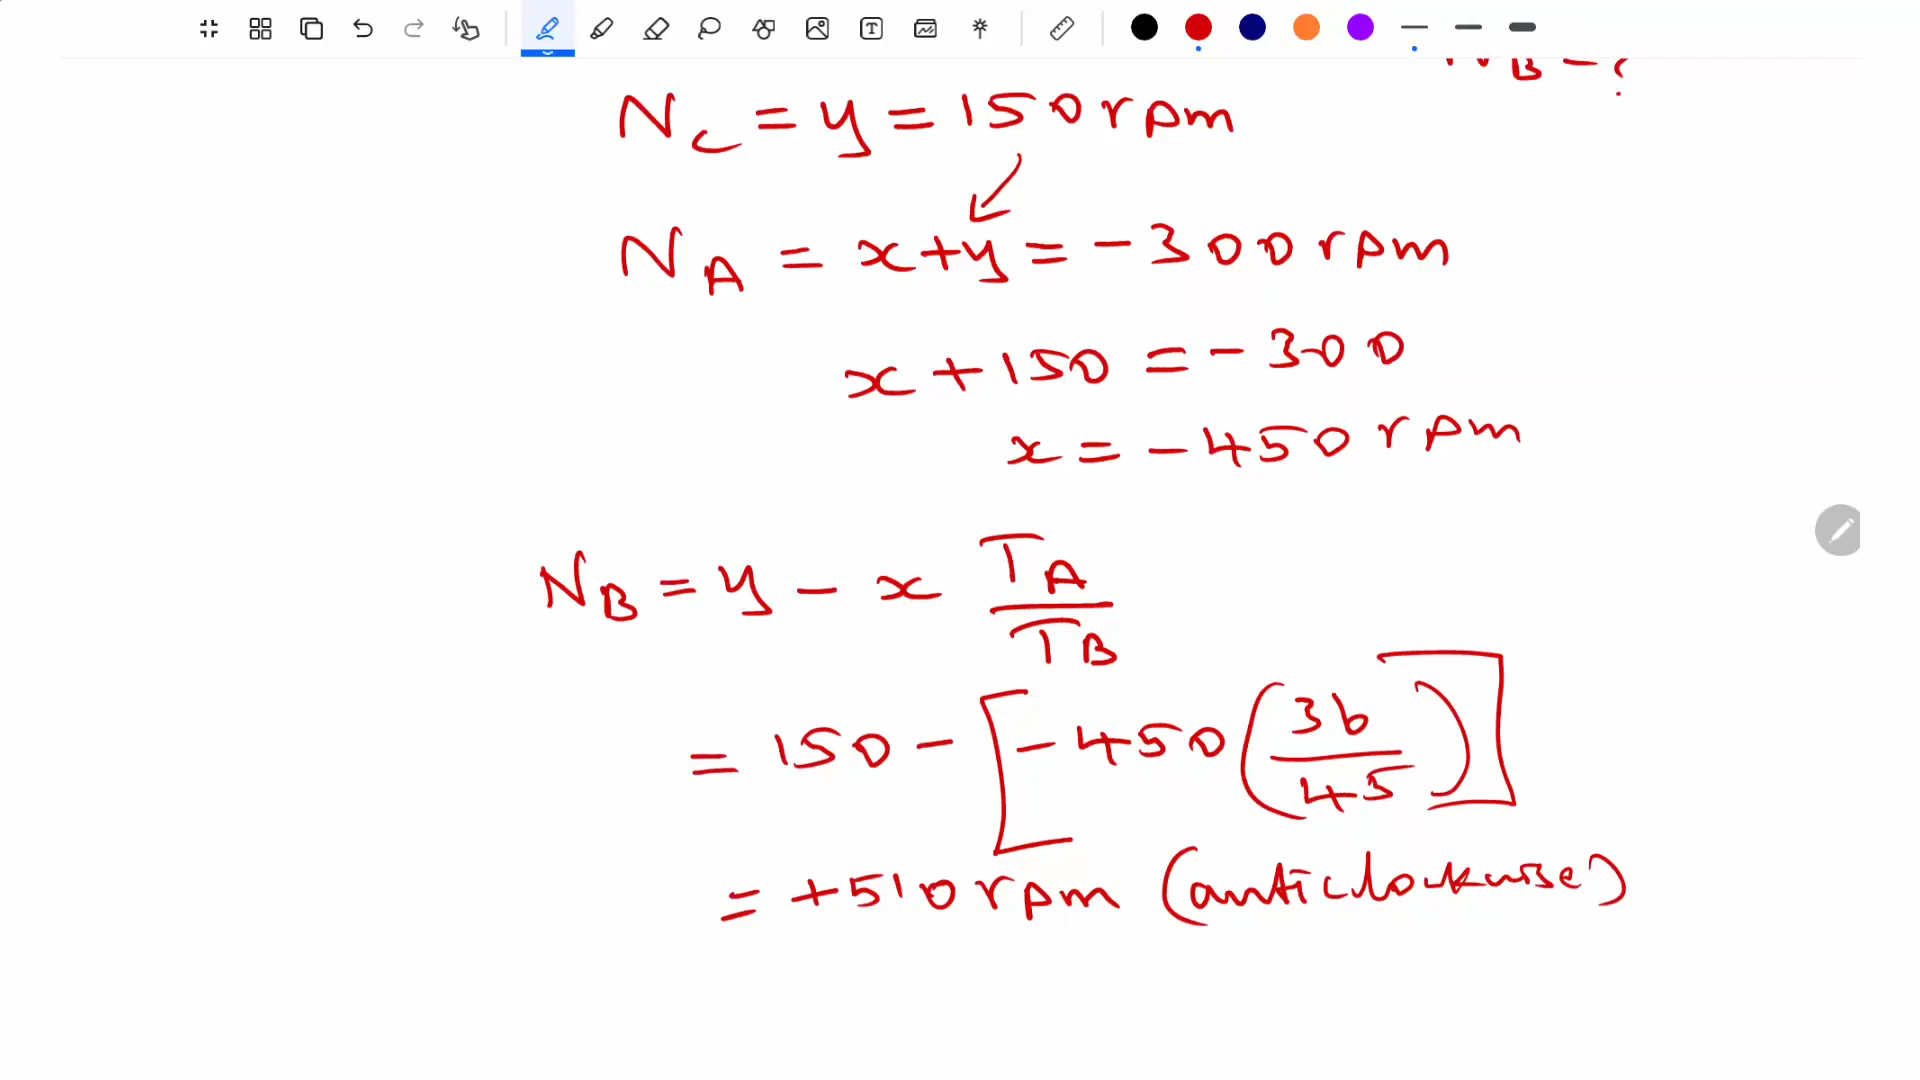 N_B = ?
N_C = y = 150 rpm
N_A = x + y = -300 rpm
x + 150 = -300
x = -450 rpm
N_B = y - x T_A / T_B
= 150 - [-450 (36 / 45)]
= +510 rpm (anticlockwise)